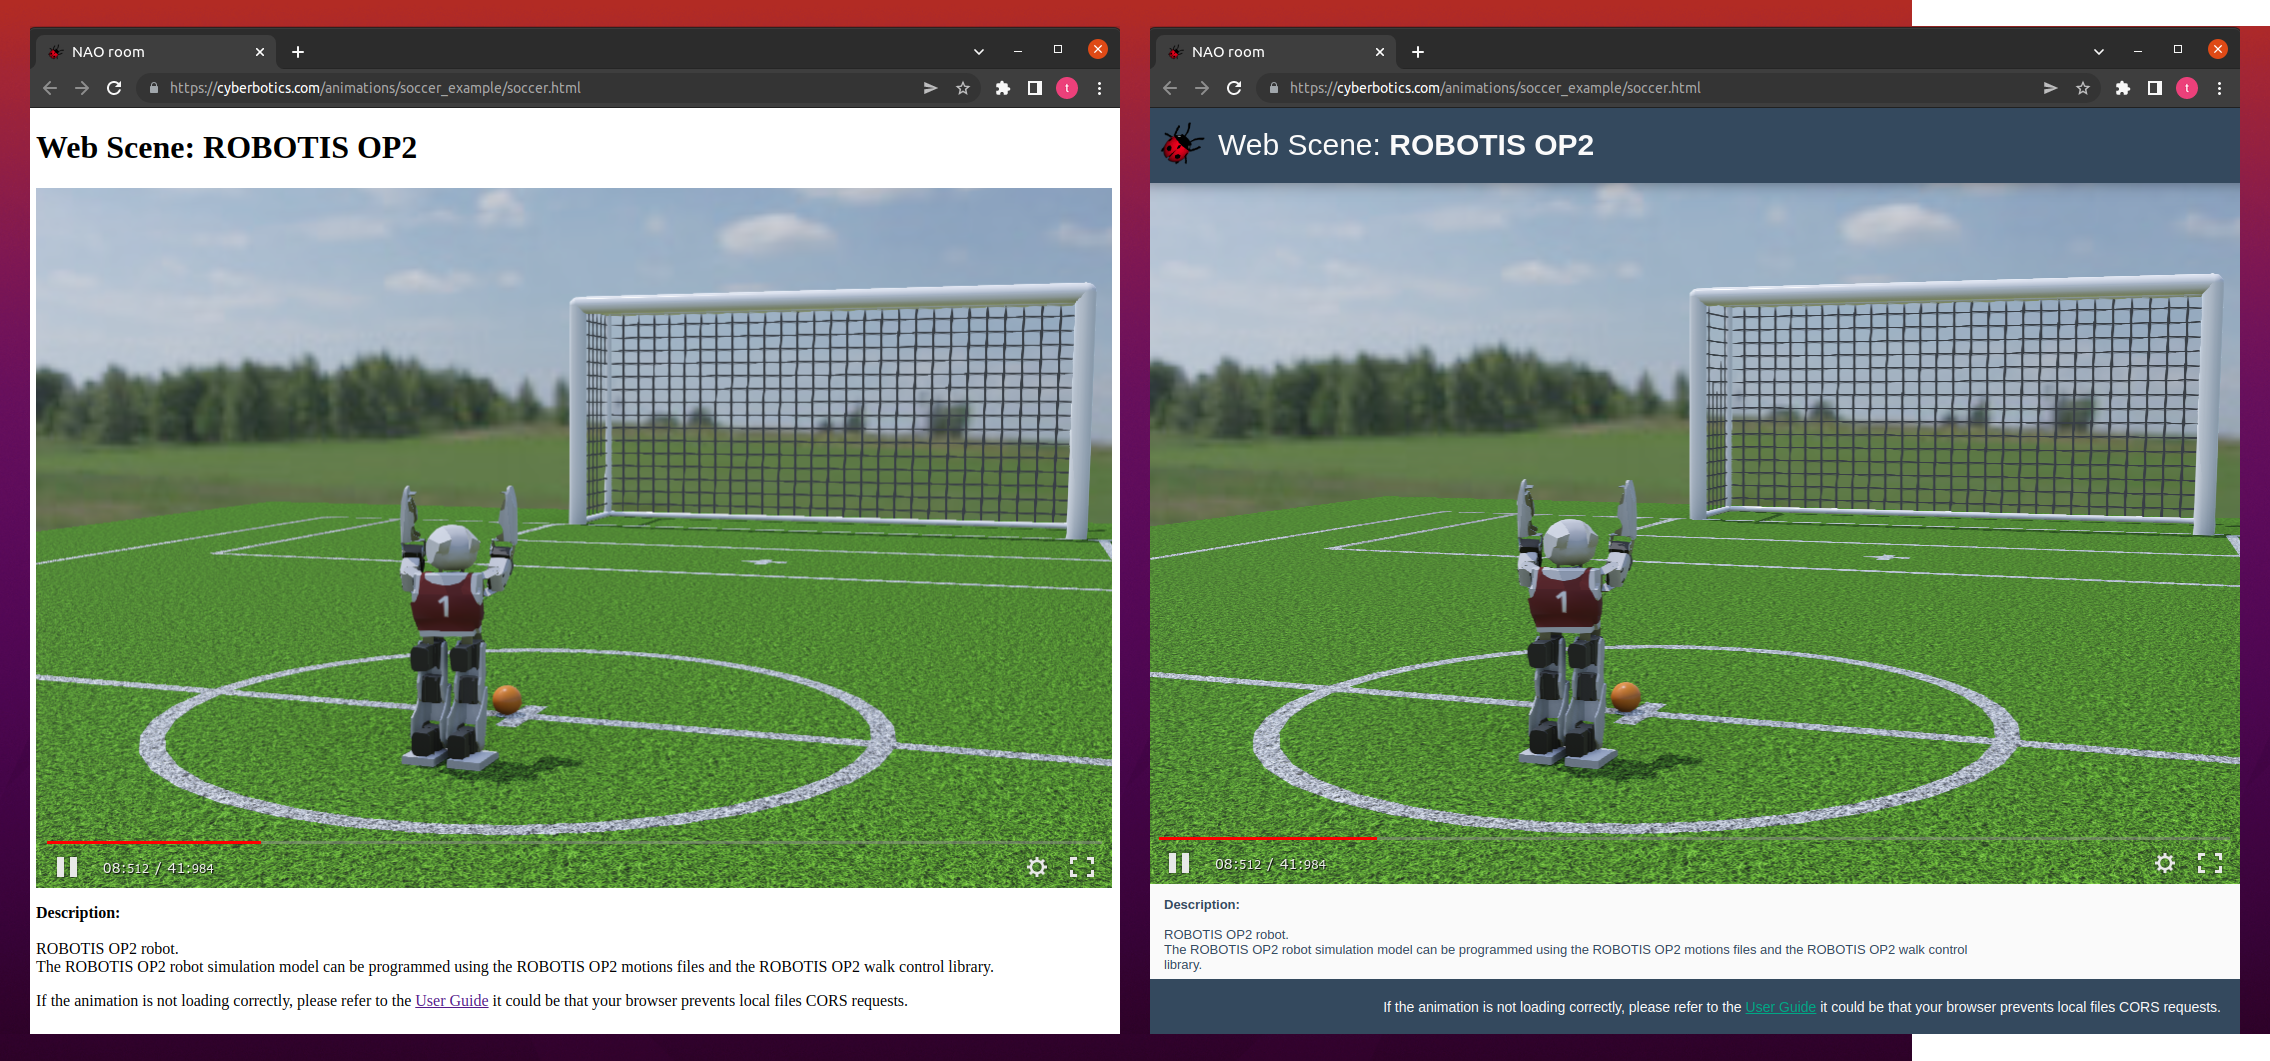 NAO room
https://cyberbotics.com/animations/soccer_example/soccer.html
t
Web Scene: ROBOTIS OP2
1
08:512 / 41:984
Description:
ROBOTIS OP2 robot.
The ROBOTIS OP2 robot simulation model can be programmed using the ROBOTIS OP2 motions files and the ROBOTIS OP2 walk control library.
If the animation is not loading correctly, please refer to the User Guide it could be that your browser prevents local files CORS requests.
NAO room
https://cyberbotics.com/animations/soccer_example/soccer.html
t
Web Scene: ROBOTIS OP2
1
08:512 / 41:984
Description:
ROBOTIS OP2 robot.
The ROBOTIS OP2 robot simulation model can be programmed using the ROBOTIS OP2 motions files and the ROBOTIS OP2 walk control
library.
If the animation is not loading correctly, please refer to the User Guide it could be that your browser prevents local files CORS requests.